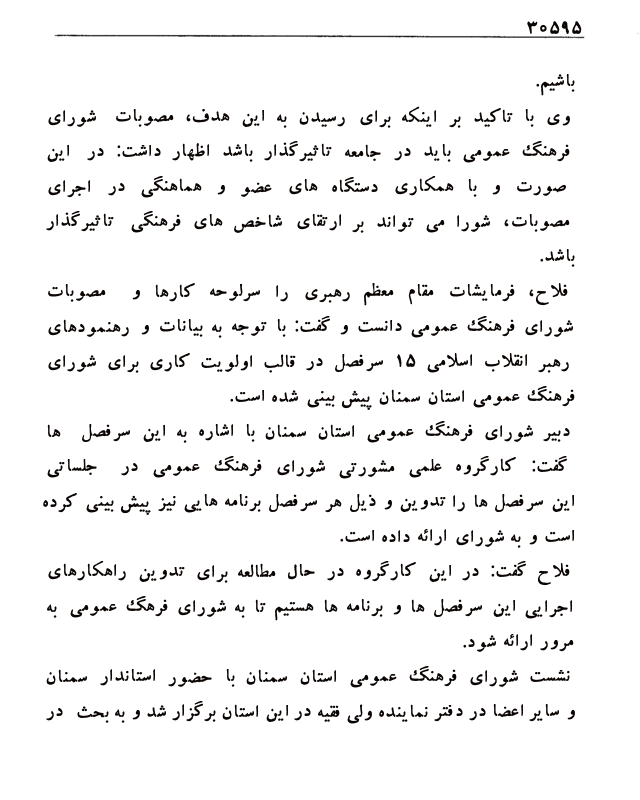 ۳۰۵۹۵
باشیم.
وی با تاکید بر اینکه برای رسیدن به این هدف، مصوبات شورای
فرهنگ عمومی باید در جامعه تاثیرگذار باشد اظهار داشت: در این
صورت و با همکاری دستگاه های عضو و هماهنگی در اجرای
مصوبات، شورا می تواند بر ارتقای شاخص های فرهنگی تاثیرگذار
باشد.
فلاح، فرمایشات مقام معظم رهبری را سرلوحه کارها و مصوبات
شورای فرهنگ عمومی دانست و گفت: با توجه به بیانات و رهنمودهای
رهبر انقلاب اسلامی ۱۵ سرفصل در قالب اولویت کاری برای شورای
فرهنگ عمومی استان سمنان پیش بینی شده است.
دبیر شورای فرهنگ عمومی استان سمنان با اشاره به این سرفصل ها
گفت: کارگروه علمی مشورتی شورای فرهنگ عمومی در جلساتی
این سرفصل ها را تدوین و ذیل هر سرفصل برنامه هایی نیز پیش بینی کرده
است و به شورای ارائه داده است.
فلاح گفت: در این کارگروه در حال مطالعه برای تدوین راهکارهای
اجرایی این سرفصل ها و برنامه ها هستیم تا به شورای فرهگ عمومی به
مرور ارائه شود.
نشست شورای فرهنگ عمومی استان سمنان با حضور استاندار سمنان
و سایر اعضا در دفتر نماینده ولی فقیه در این استان برگزار شد و به بحث در